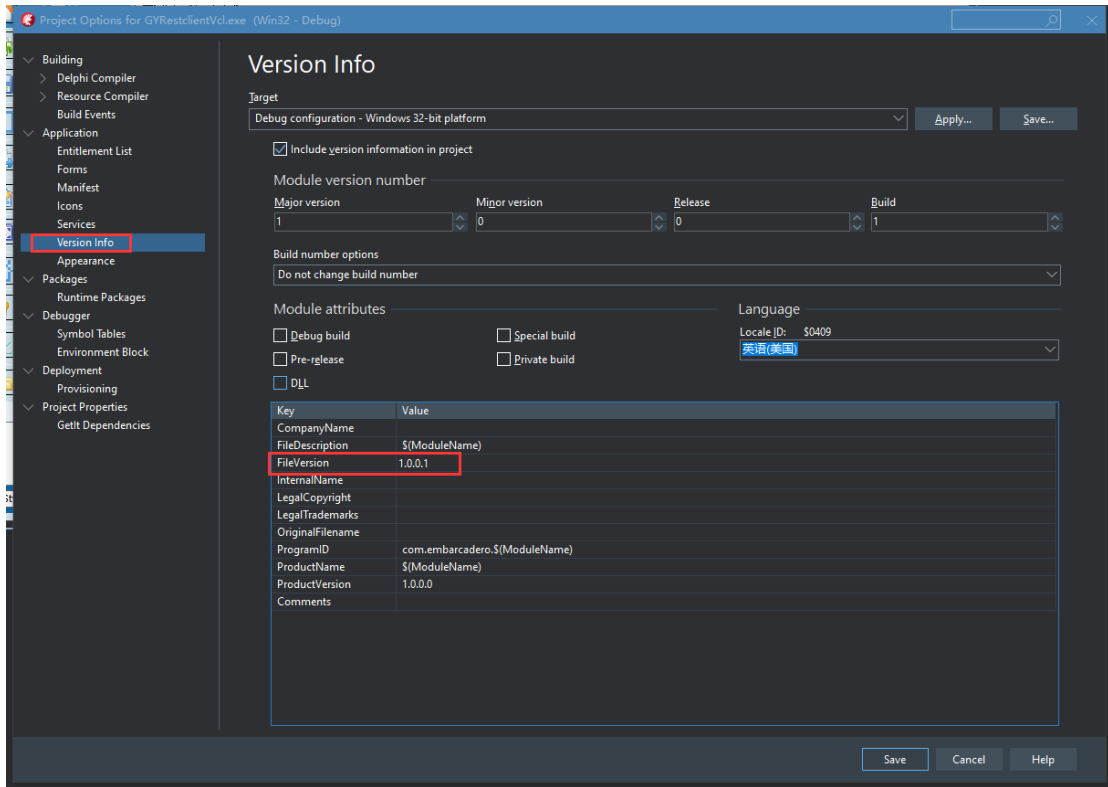 Project Options for GYRestclientVcl.exe (Win32 - Debug)
Building
Delphi Compiler
Resource Compiler
Build Events
Application
Entitlement List
Forms
Manifest
Icons
Services
Version Info
Appearance
Packages
Runtime Packages
Debugger
Symbol Tables
Environment Block
Deployment
Provisioning
Project Properties
GetIt Dependencies
Version Info
Target
Debug configuration - Windows 32-bit platform
Apply...
Save...
Include version information in project
Module version number
Major version
Minor version
Release
Build
1
0
0
1
Build number options
Do not change build number
Module attributes
Language
Debug build
Special build
Locale ID: $0409
Pre-release
Private build
英语(美国)
DLL
Key Value
CompanyName
FileDescription $(ModuleName)
FileVersion 1.0.0.1
InternalName
LegalCopyright
LegalTrademarks
OriginalFilename
ProgramID com.embarcadero.$(ModuleName)
ProductName $(ModuleName)
ProductVersion 1.0.0.0
Comments
Save
Cancel
Help